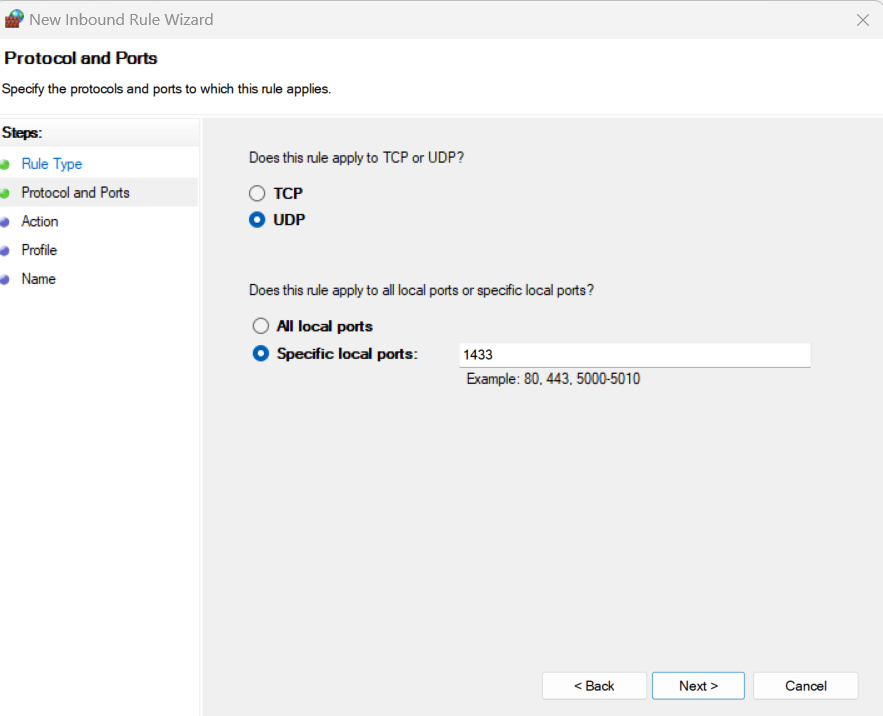 New Inbound Rule Wizard
Protocol and Ports
Specify the protocols and ports to which this rule applies.
Steps:
Rule Type
Protocol and Ports
Action
Profile
Name
Does this rule apply to TCP or UDP?
TCP
UDP
Does this rule apply to all local ports or specific local ports?
All local ports
Specific local ports:
1433
Example: 80, 443, 5000-5010
< Back
Next >
Cancel